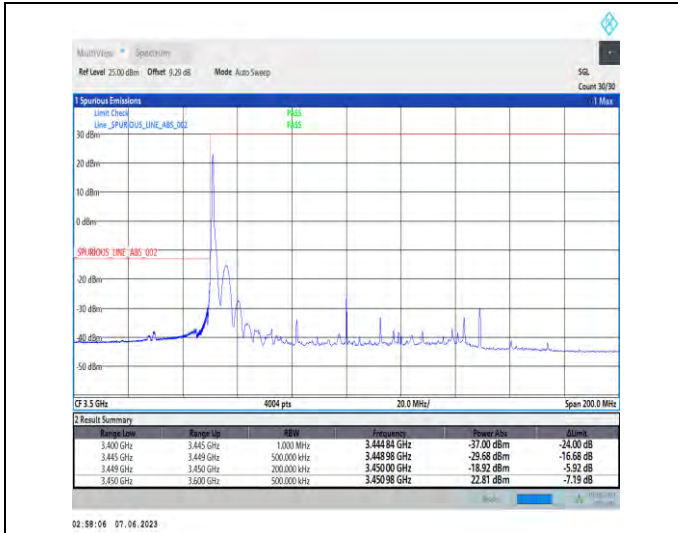 MultiView Spectrum
Ref Level 25.00 dBm Offset 9.29 dB Mode Auto Sweep SGL
Count 30/30
1 Spurious Emissions 1 Max
Limit Check PASS
Line _SPURIOUS_LINE_ABS_002 PASS
30 dBm
20 dBm
10 dBm
0 dBm
_SPURIOUS_LINE_ABS_002
-20 dBm
-30 dBm
-40 dBm
-50 dBm
CF 3.5 GHz 4004 pts 20.0 MHz/ Span 200.0 MHz
2 Result Summary
Range Low Range Up RBW Frequency Power Abs ΔLimit
3.400 GHz 3.445 GHz 1.000 MHz 3.444 84 GHz -37.00 dBm -24.00 dB
3.445 GHz 3.449 GHz 500.000 kHz 3.448 98 GHz -29.68 dBm -16.68 dB
3.449 GHz 3.450 GHz 200.000 kHz 3.450 00 GHz -18.92 dBm -5.92 dB
3.450 GHz 3.600 GHz 500.000 kHz 3.450 98 GHz 22.81 dBm -7.19 dB
02:58:06 07.06.2023